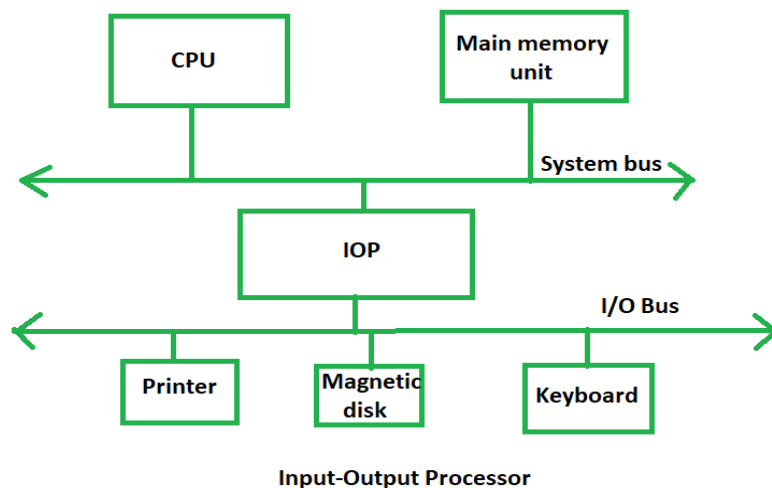 CPU
Main memory
unit
System bus
IOP
I/O Bus
Printer
Magnetic
disk
Keyboard
Input-Output Processor